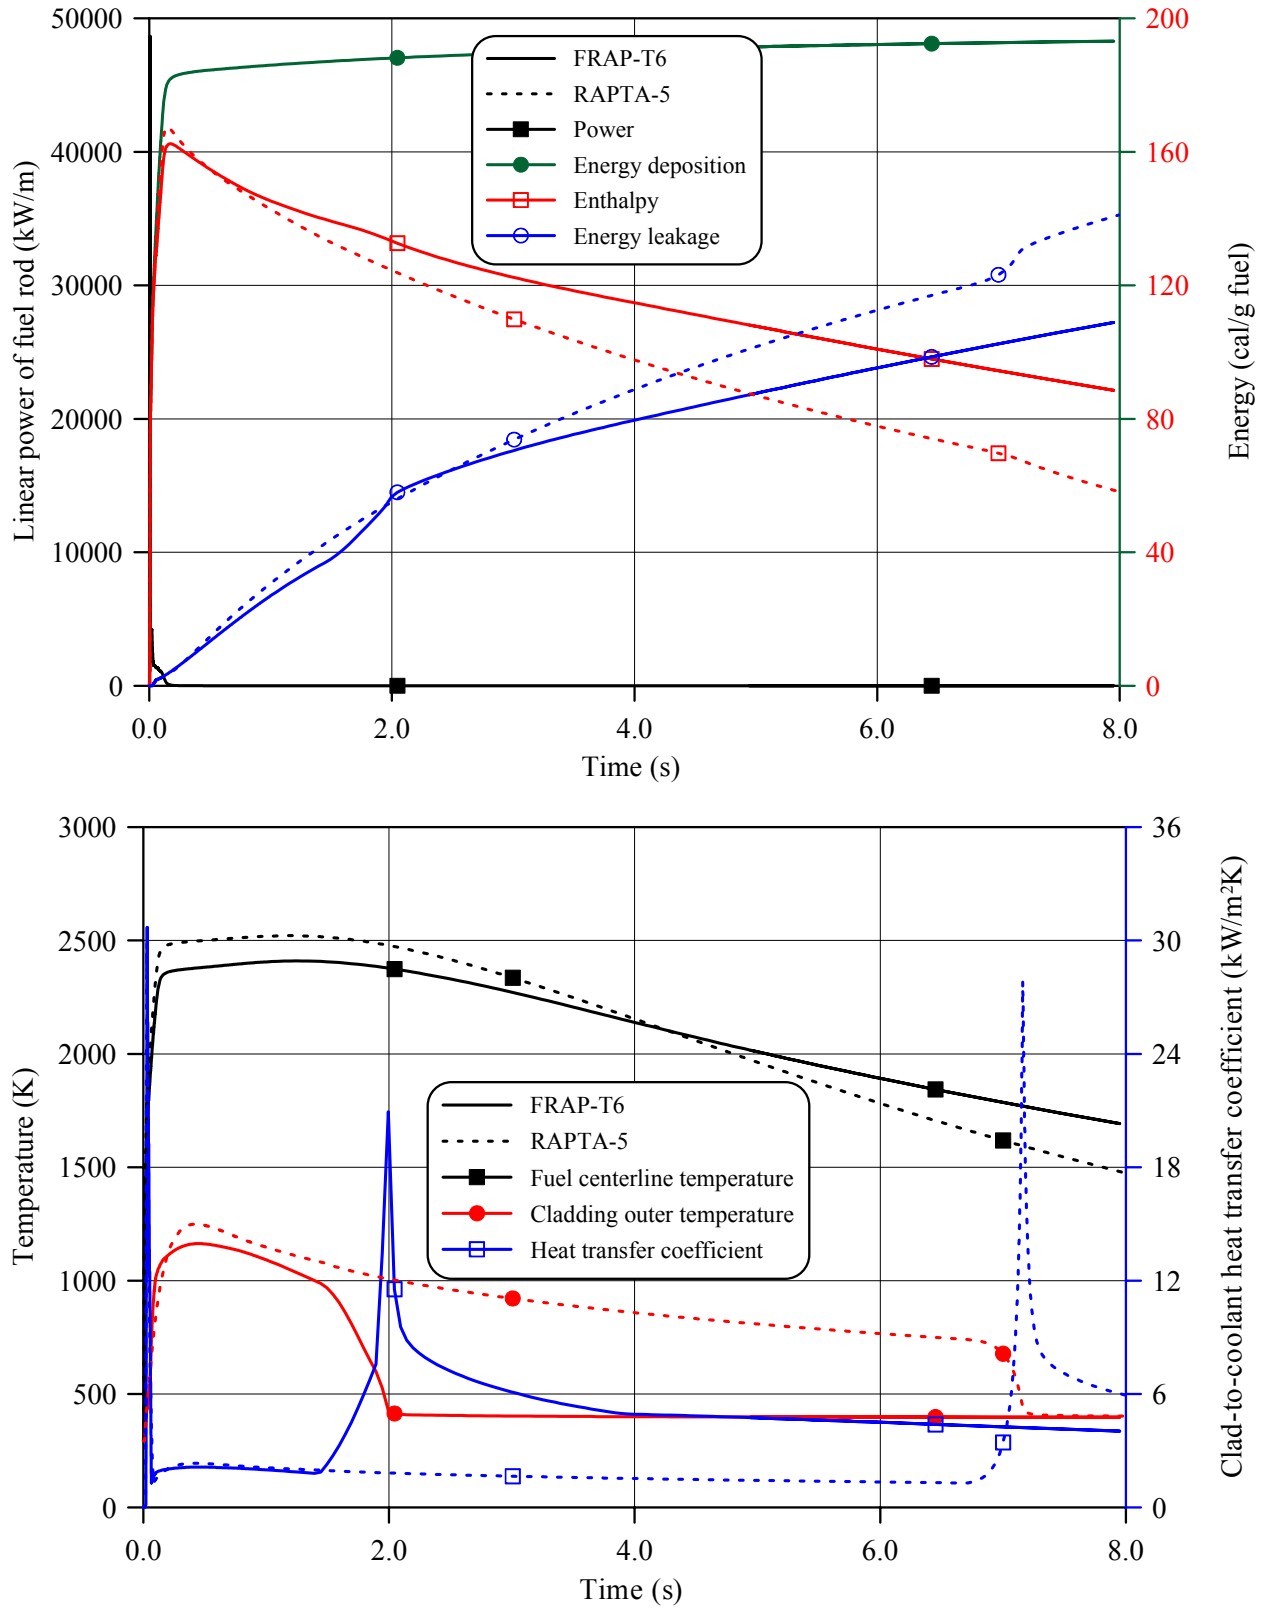 50000
40000
30000
20000
10000
0
Linear power of fuel rod (kW/m)
200
160
120
80
40
0
Energy (cal/g fuel)
FRAP-T6
RAPTA-5
Power
Energy deposition
Enthalpy
Energy leakage
0.0 2.0 4.0 6.0 8.0
Time (s)
3000
2500
2000
1500
1000
500
0
Temperature (K)
36
30
24
18
12
6
0
Clad-to-coolant heat transfer coefficient (kW/m²K)
FRAP-T6
RAPTA-5
Fuel centerline temperature
Cladding outer temperature
Heat transfer coefficient
0.0 2.0 4.0 6.0 8.0
Time (s)